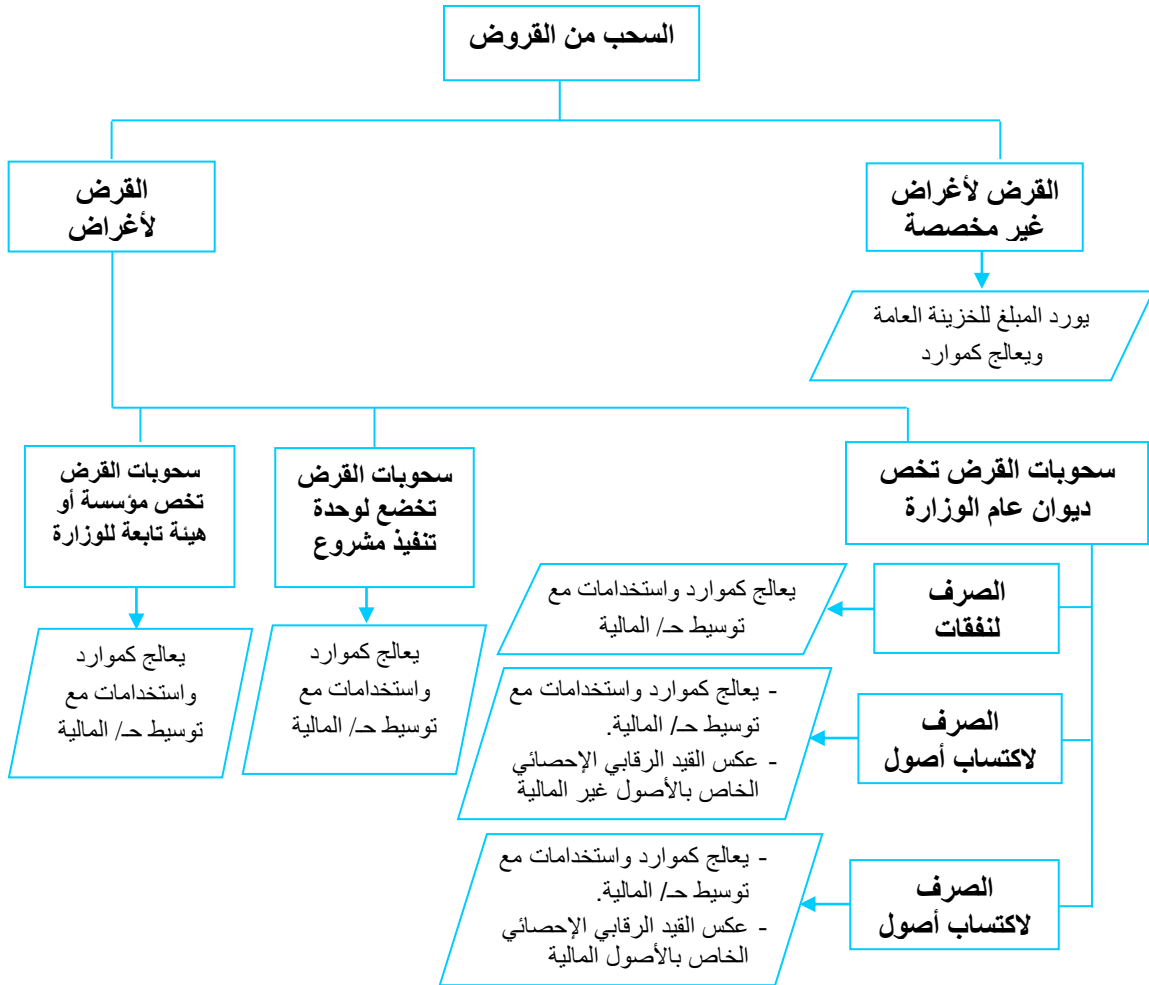 السحب من القروض
القرض لأغراض
غير مخصصة
القرض
لأغراض
يورد المبلغ للخزينة العامة
ويعالج كموارد
سحوبات القرض تخص
ديوان عام الوزارة
سحوبات القرض
تخضع لوحدة
تنفيذ مشروع
سحوبات القرض
تخص مؤسسة أو
هيئة تابعة للوزارة
الصرف
لنفقات
يعالج كموارد واستخدامات مع
توسيط حـ/ المالية
يعالج كموارد
واستخدامات مع
توسيط حـ/ المالية
يعالج كموارد
واستخدامات مع
توسيط حـ/ المالية
الصرف
لاكتساب أصول
- يعالج كموارد واستخدامات مع
توسيط حـ/ المالية.
- عكس القيد الرقابي الإحصائي
الخاص بالأصول غير المالية
الصرف
لاكتساب أصول
- يعالج كموارد واستخدامات مع
توسيط حـ/ المالية.
- عكس القيد الرقابي الإحصائي
الخاص بالأصول المالية